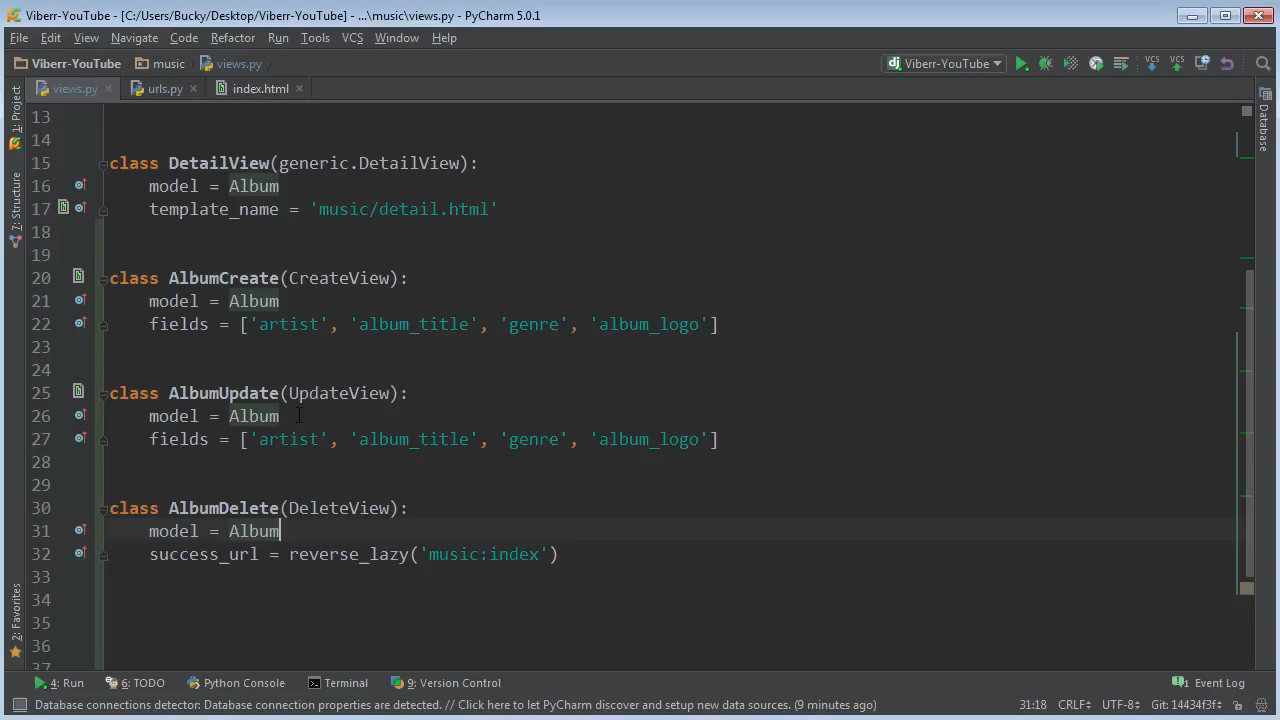 Viberr-YouTube - [C:/Users/Bucky/Desktop/Viberr-YouTube] - ...\music\views.py - PyCharm 5.0.1
File Edit View Navigate Code Refactor Run Tools VCS Window Help
Viberr-YouTube music views.py dj Viberr-YouTube VCS VCS
views.py urls.py index.html
1: Project
7: Structure
2: Favorites
Database
13
14
15 class DetailView(generic.DetailView):
16 model = Album
17 template_name = 'music/detail.html'
18
19
20 class AlbumCreate(CreateView):
21 model = Album
22 fields = ['artist', 'album_title', 'genre', 'album_logo']
23
24
25 class AlbumUpdate(UpdateView):
26 model = Album
27 fields = ['artist', 'album_title', 'genre', 'album_logo']
28
29
30 class AlbumDelete(DeleteView):
31 model = Album
32 success_url = reverse_lazy('music:index')
33
34
35
36
37
4: Run 6: TODO Python Console Terminal 9: Version Control 1 Event Log
Database connections detector: Database connection properties are detected. // Click here to let PyCharm discover and setup new data sources. (9 minutes ago) 31:18 CRLF UTF-8 Git: 14434f3f